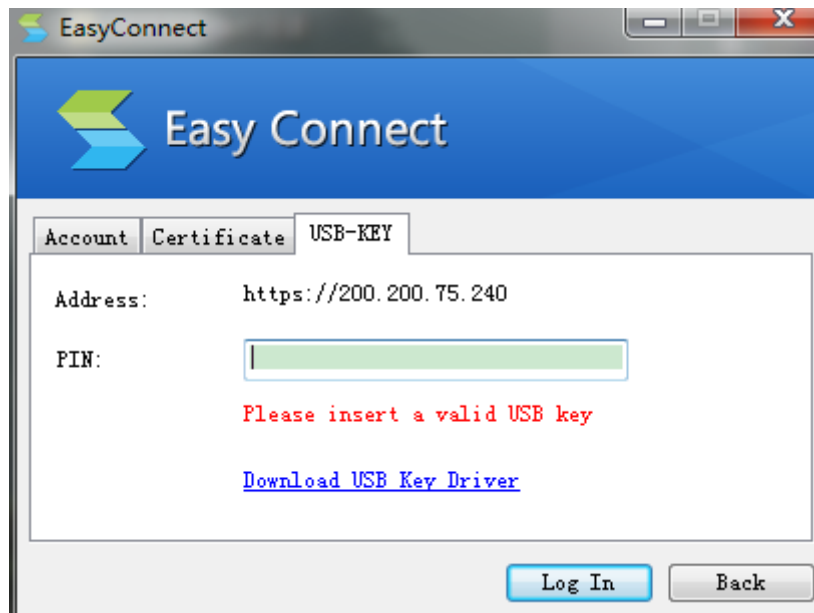 EasyConnect
Easy Connect
Account Certificate USB-KEY
Address: https://200.200.75.240
PIN:
Please insert a valid USB key
Download USB Key Driver
Log In Back